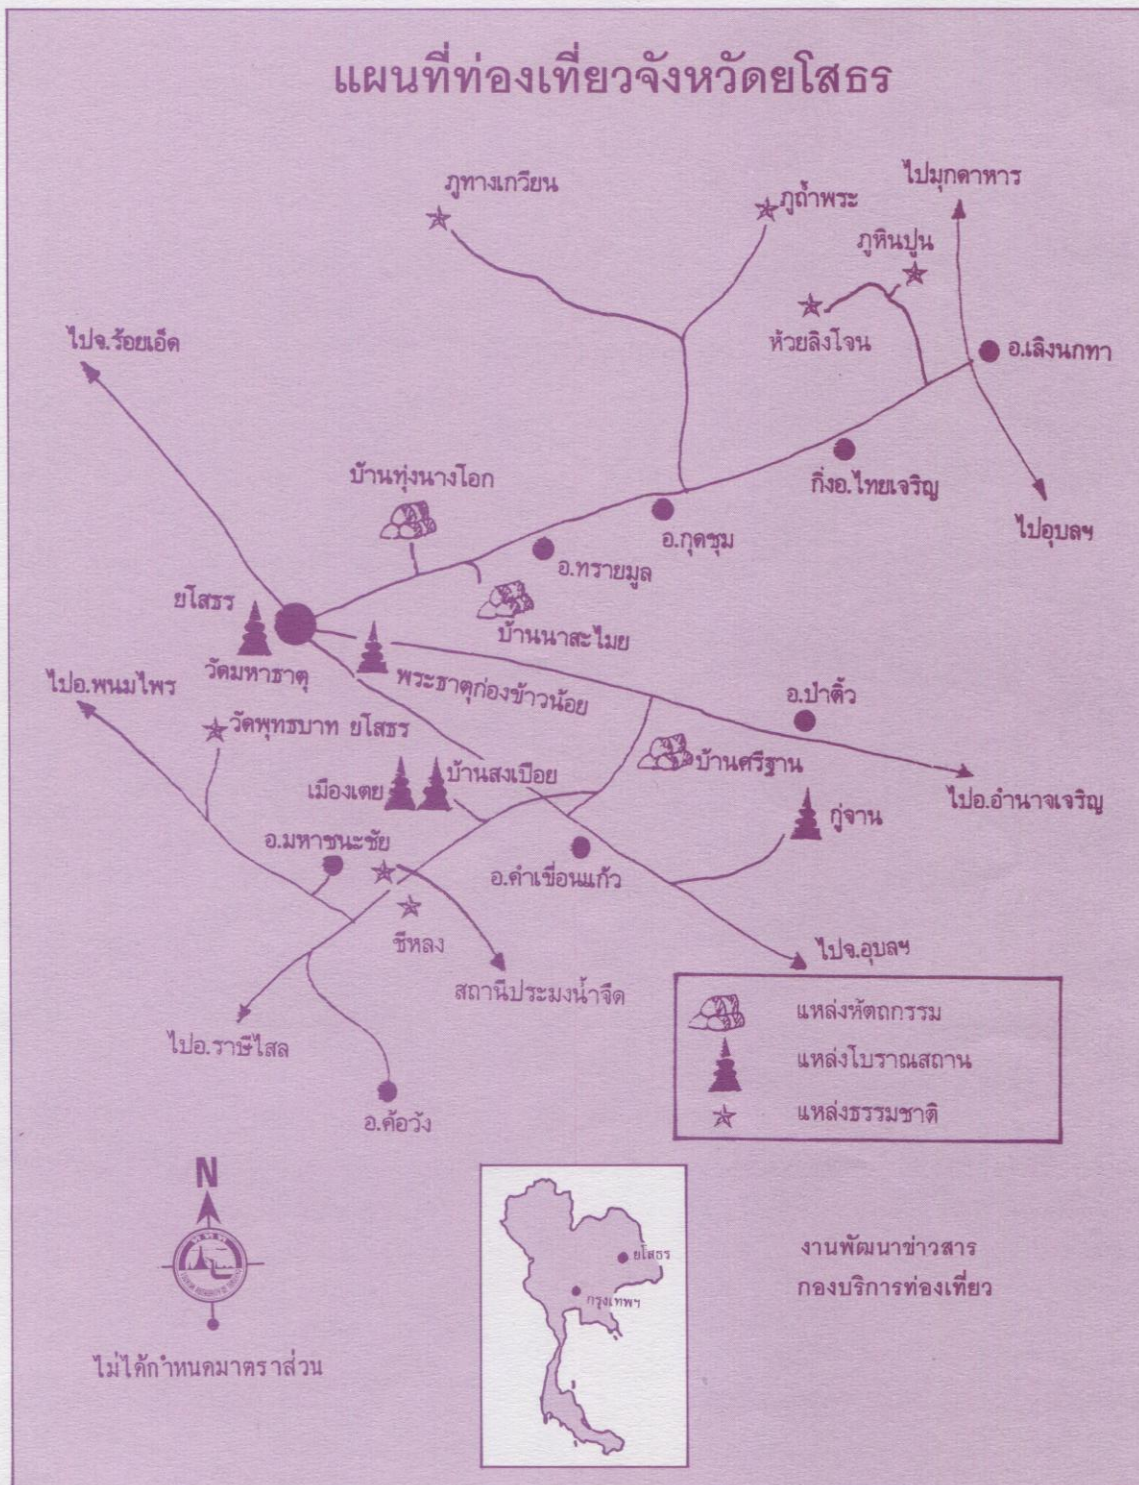 แผนที่ท่องเที่ยวจังหวัดยโสธร
ภูทางเกวียน
ภูถ้ำพระ
ไปมุกดาหาร
ภูหินปูน
ห้วยลิงโจน
อ.เลิงนกทา
ไปจ.ร้อยเอ็ด
บ้านทุ่งนางโอก
กิ่งอ.ไทยเจริญ
ไปอุบลฯ
อ.กุดชุม
อ.ทรายมูล
ยโสธร
บ้านนาสะไมย
วัดมหาธาตุ
พระธาตุก่องข้าวน้อย
ไปอ.พนมไพร
อ.ป่าติ้ว
วัดพุทธบาท ยโสธร
บ้านศรีฐาน
บ้านสงเปือย
เมืองเตย
ไปอ.อำนาจเจริญ
กู่จาน
อ.มหาชนะชัย
อ.คำเขื่อนแก้ว
ชีหลง
ไปจ.อุบลฯ
สถานีประมงน้ำจืด
ไปอ.ราษีไสล
อ.ค้อวัง
แหล่งหัตถกรรม
แหล่งโบราณสถาน
แหล่งธรรมชาติ
N
ททท
ไม่ได้กำหนดมาตราส่วน
ยโสธร
กรุงเทพฯ
งานพัฒนาข่าวสาร
กองบริการท่องเที่ยว